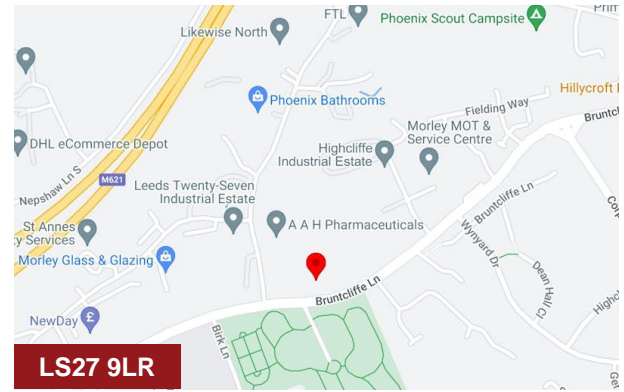 FTL
Phoenix Scout Campsite
Likewise North
Phoenix Bathrooms
Hillycroft
Fielding Way
Morley MOT &
Service Centre
Highcliffe
Industrial Estate
DHL eCommerce Depot
Nepshaw Ln S
M621
Leeds Twenty-Seven
Industrial Estate
Bruntcliffe Ln
Wynyard Dr
St Annes
ty Services
A A H Pharmaceuticals
Dean Hall Cl
Morley Glass & Glazing
Bruntcliffe Ln
NewDay
£
Birk Ln
LS27 9LR